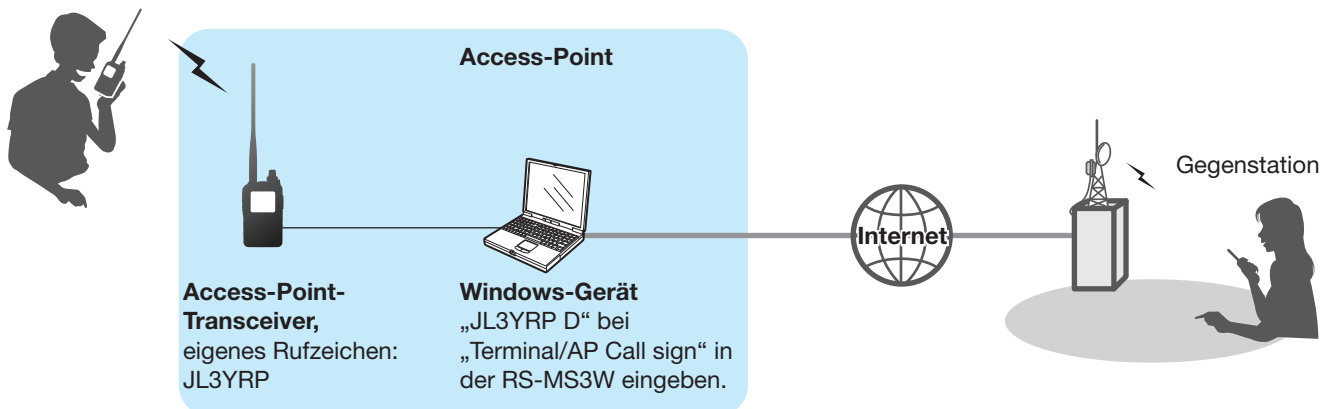 Access-Point
Gegenstation
Internet
Access-Point-
Transceiver,
eigenes Rufzeichen:
JL3YRP
Windows-Gerät
„JL3YRP D“ bei
„Terminal/AP Call sign“ in
der RS-MS3W eingeben.